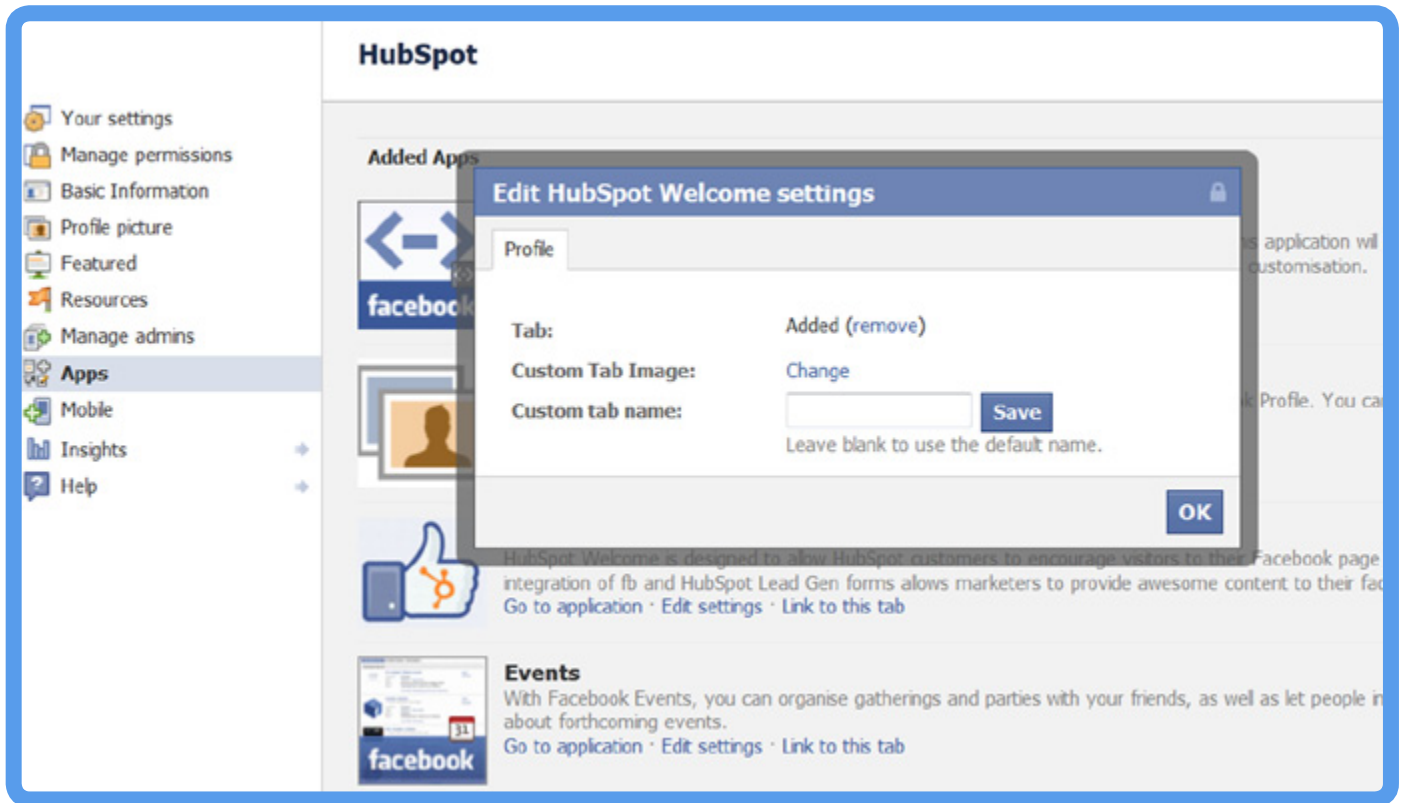 HubSpot
Your settings
Manage permissions
Basic Information
Profile picture
Featured
Resources
Manage admins
Apps
Mobile
Insights
Help
Added Apps
facebook
Edit HubSpot Welcome settings
Profile
Tab:
Added (remove)
Custom Tab Image:
Change
Custom tab name:
Save
Leave blank to use the default name.
OK
application wil
customisation.
Profile. You ca
HubSpot Welcome is designed to allow HubSpot customers to encourage visitors to their Facebook page
integration of fb and HubSpot Lead Gen forms allows marketers to provide awesome content to their fac
Go to application · Edit settings · Link to this tab
Events
With Facebook Events, you can organise gatherings and parties with your friends, as well as let people in
about forthcoming events.
Go to application · Edit settings · Link to this tab
31
facebook